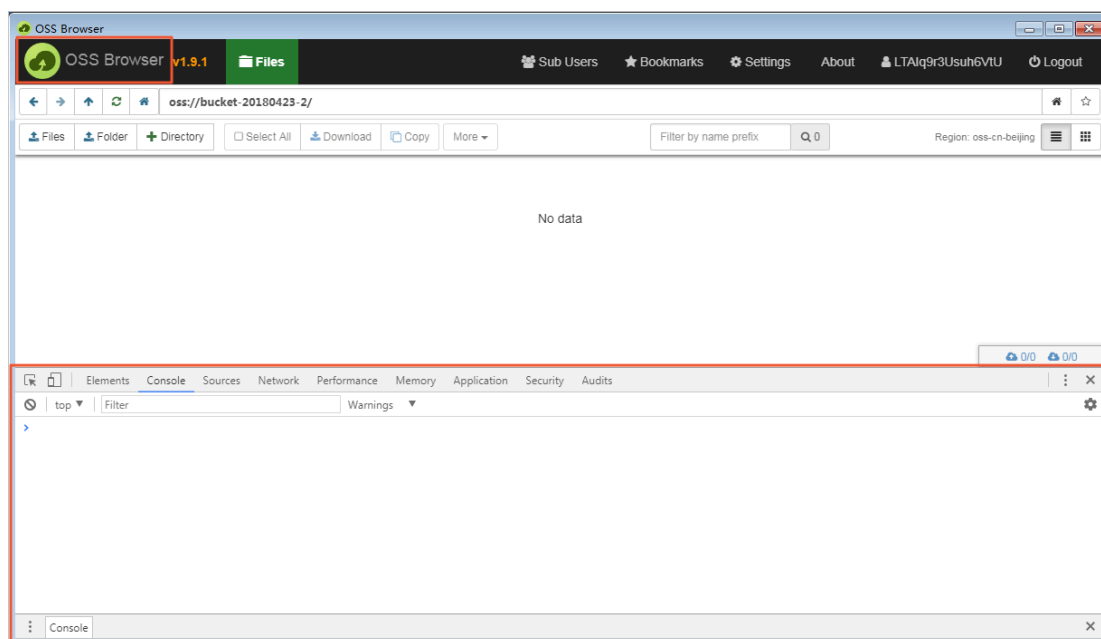 OSS Browser
OSS Browser v1.9.1 Files Sub Users Bookmarks Settings About LTAIq9r3Usuh6VtU Logout
oss://bucket-20180423-2/
Files Folder Directory Select All Download Copy More Filter by name prefix 0 Region: oss-cn-beijing
No data
0/0 0/0
Elements Console Sources Network Performance Memory Application Security Audits
top Filter Warnings
Console